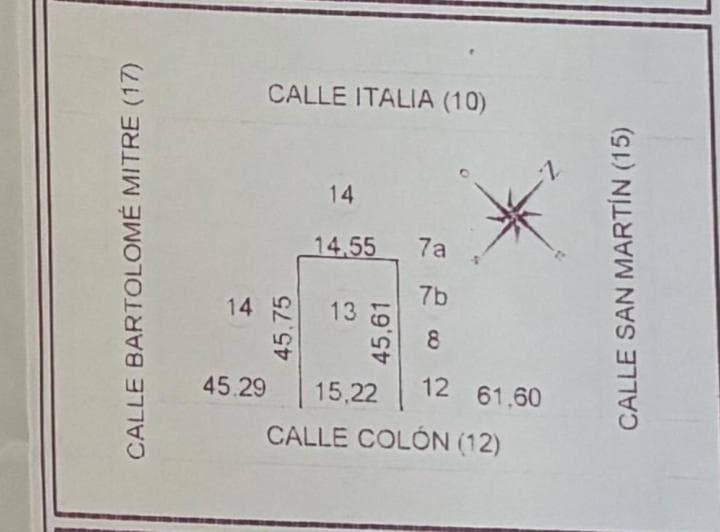 CALLE ITALIA (10)
CALLE BARTOLOMÉ MITRE (17)
CALLE SAN MARTÍN (15)
14
O
N
14,55
7a
S
E
14
45,75
13
45,61
7b
8
45.29
15,22
12
61,60
CALLE COLÓN (12)